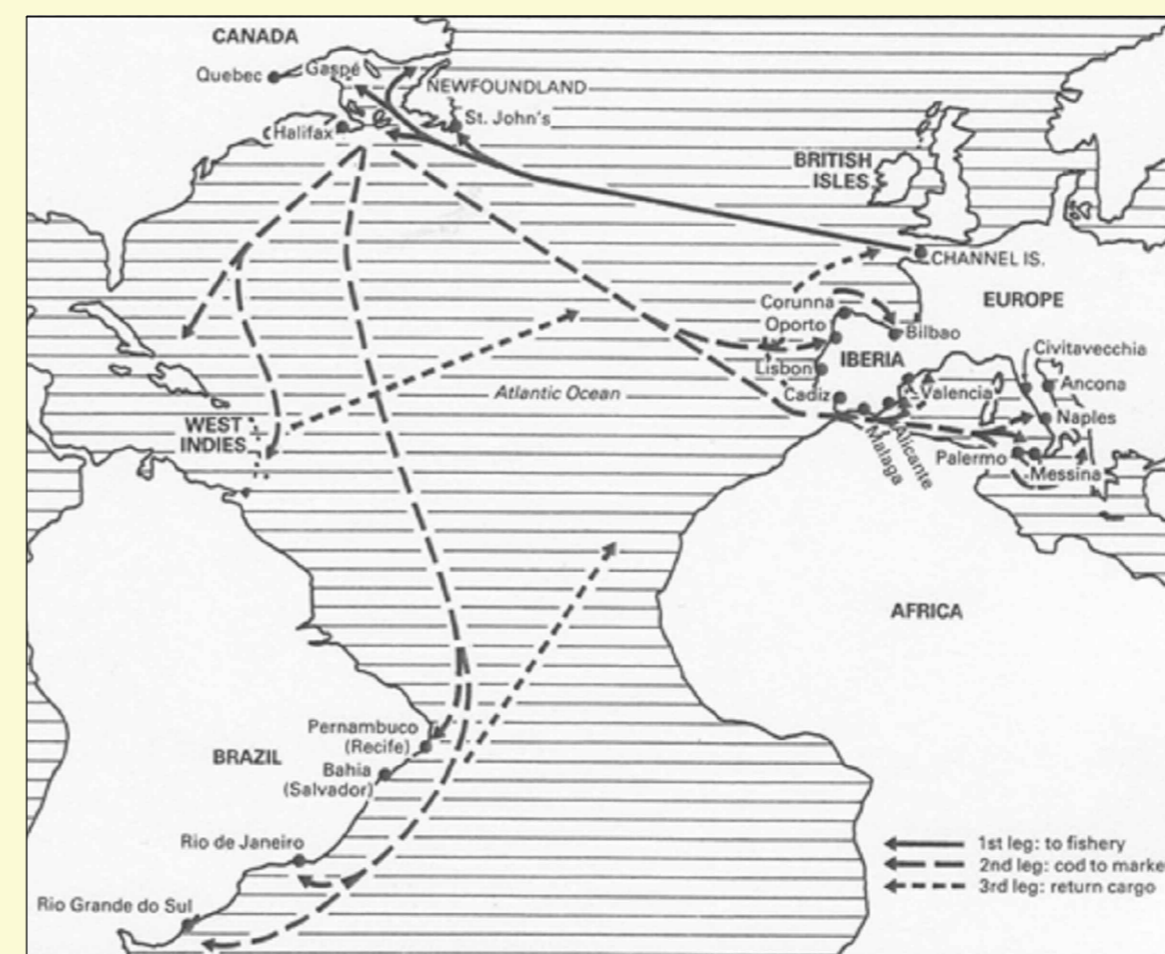 CANADA
Quebec
Gaspé
NEWFOUNDLAND
St. John's
Halifax
BRITISH
ISLES
CHANNEL IS.
EUROPE
Corunna
Oporto
Bilbao
Civitavecchia
IBERIA
Lisbon
Ancona
Cadiz
Valencia
Atlantic Ocean
Naples
WEST
INDIES
Malaga
Alicante
Palermo
Messina
AFRICA
Pernambuco
(Recife)
BRAZIL
Bahia
(Salvador)
Rio de Janeiro
1st leg: to fishery
2nd leg: cod to marke
3rd leg: return cargo
Rio Grande do Sul